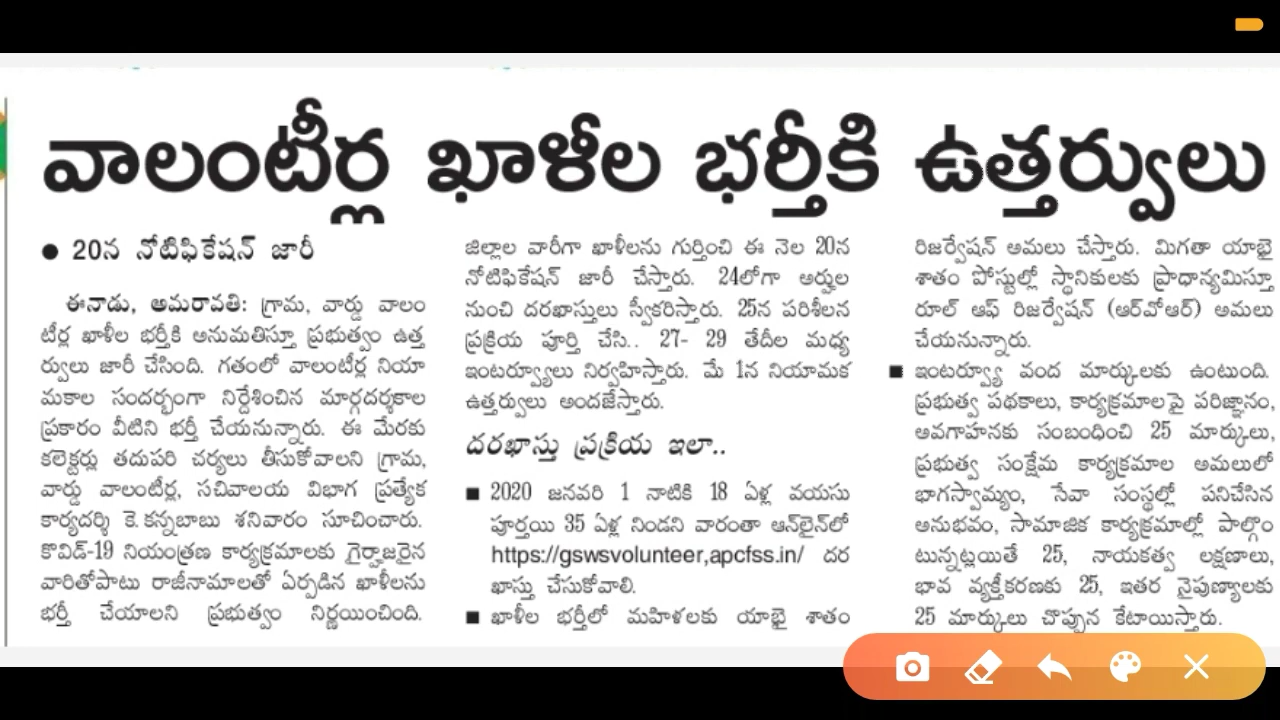 వాలంటీర్ల ఖాళీల భర్తీకి ఉత్తర్వులు
● 20న నోటిఫికేషన్ జారీ
ఈనాడు, అమరావతి: గ్రామ, వార్డు వాలం
టీర్ల ఖాళీల భర్తీకి అనుమతిస్తూ ప్రభుత్వం ఉత్త
ర్వులు జారీ చేసింది. గతంలో వాలంటీర్ల నియా
మకాల సందర్భంగా నిర్దేశించిన మార్గదర్శకాల
ప్రకారం వీటిని భర్తీ చేయనున్నారు. ఈ మేరకు
కలెక్టర్లు తదుపరి చర్యలు తీసుకోవాలని గ్రామ,
వార్డు వాలంటీర్ల, సచివాలయ విభాగ ప్రత్యేక
కార్యదర్శి కె.కన్నబాబు శనివారం సూచించారు.
కొవిడ్-19 నియంత్రణ కార్యక్రమాలకు గైర్హాజరైన
వారితోపాటు రాజీనామాలతో ఏర్పడిన ఖాళీలను
భర్తీ చేయాలని ప్రభుత్వం నిర్ణయించింది.
జిల్లాల వారీగా ఖాళీలను గుర్తించి ఈ నెల 20న
నోటిఫికేషన్ జారీ చేస్తారు. 24లోగా అర్హుల
నుంచి దరఖాస్తులు స్వీకరిస్తారు. 25న పరిశీలన
ప్రక్రియ పూర్తి చేసి.. 27- 29 తేదీల మధ్య
ఇంటర్వ్యూలు నిర్వహిస్తారు. మే 1న నియామక
ఉత్తర్వులు అందజేస్తారు.
దరఖాస్తు ప్రక్రియ ఇలా..
■ 2020 జనవరి 1 నాటికి 18 ఏళ్ల వయసు
పూర్తయి 35 ఏళ్ల నిండని వారంతా ఆన్‌లైన్‌లో
https://gswsvolunteer,apcfss.in/ దర
ఖాస్తు చేసుకోవాలి.
■ ఖాళీల భర్తీలో మహిళలకు యాభై శాతం
రిజర్వేషన్ అమలు చేస్తారు. మిగతా యాభై
శాతం పోస్టుల్లో స్థానికులకు ప్రాధాన్యమిస్తూ
రూల్ ఆఫ్ రిజర్వేషన్ (ఆర్‌వోఆర్) అమలు
చేయనున్నారు.
■ ఇంటర్వ్యూ వంద మార్కులకు ఉంటుంది.
ప్రభుత్వ పథకాలు, కార్యక్రమాలపై పరిజ్ఞానం,
అవగాహనకు సంబంధించి 25 మార్కులు,
ప్రభుత్వ సంక్షేమ కార్యక్రమాల అమలులో
భాగస్వామ్యం, సేవా సంస్థల్లో పనిచేసిన
అనుభవం, సామాజిక కార్యక్రమాల్లో పాల్గొం
టున్నట్లయితే 25, నాయకత్వ లక్షణాలు,
భావ వ్యక్తీకరణకు 25, ఇతర నైపుణ్యాలకు
25 మార్కులు చొప్పున కేటాయిస్తారు.